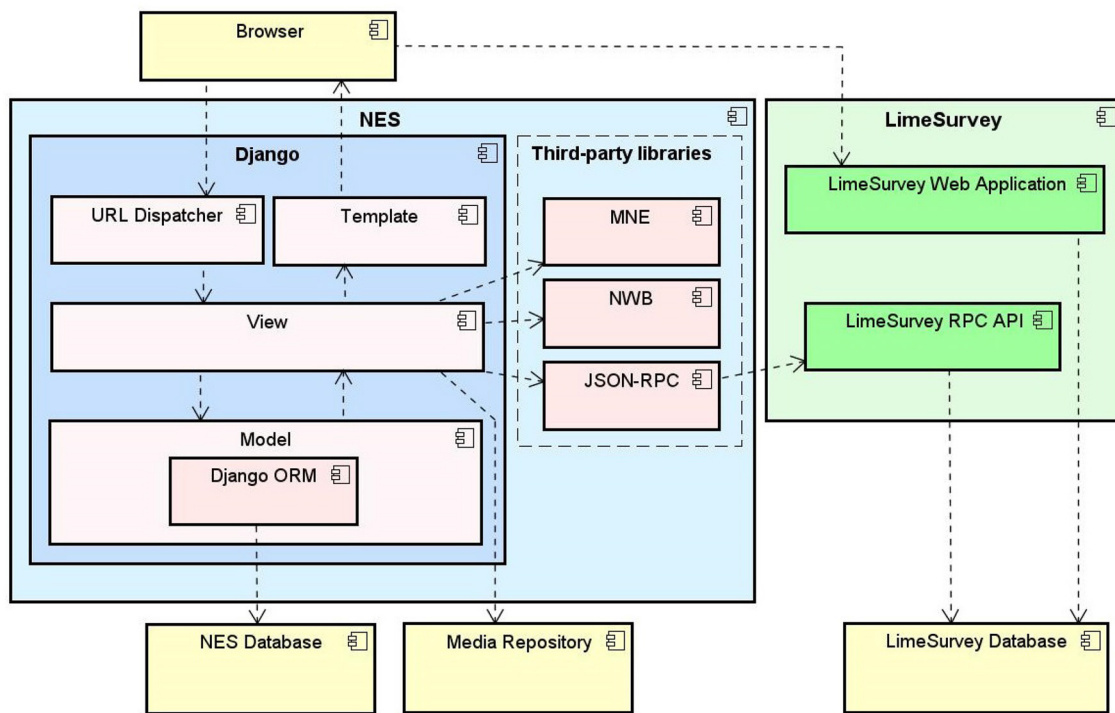 Browser
NES
LimeSurvey
Django
Third-party libraries
URL Dispatcher
Template
MNE
LimeSurvey Web Application
View
NWB
LimeSurvey RPC API
JSON-RPC
Model
Django ORM
NES Database
Media Repository
LimeSurvey Database